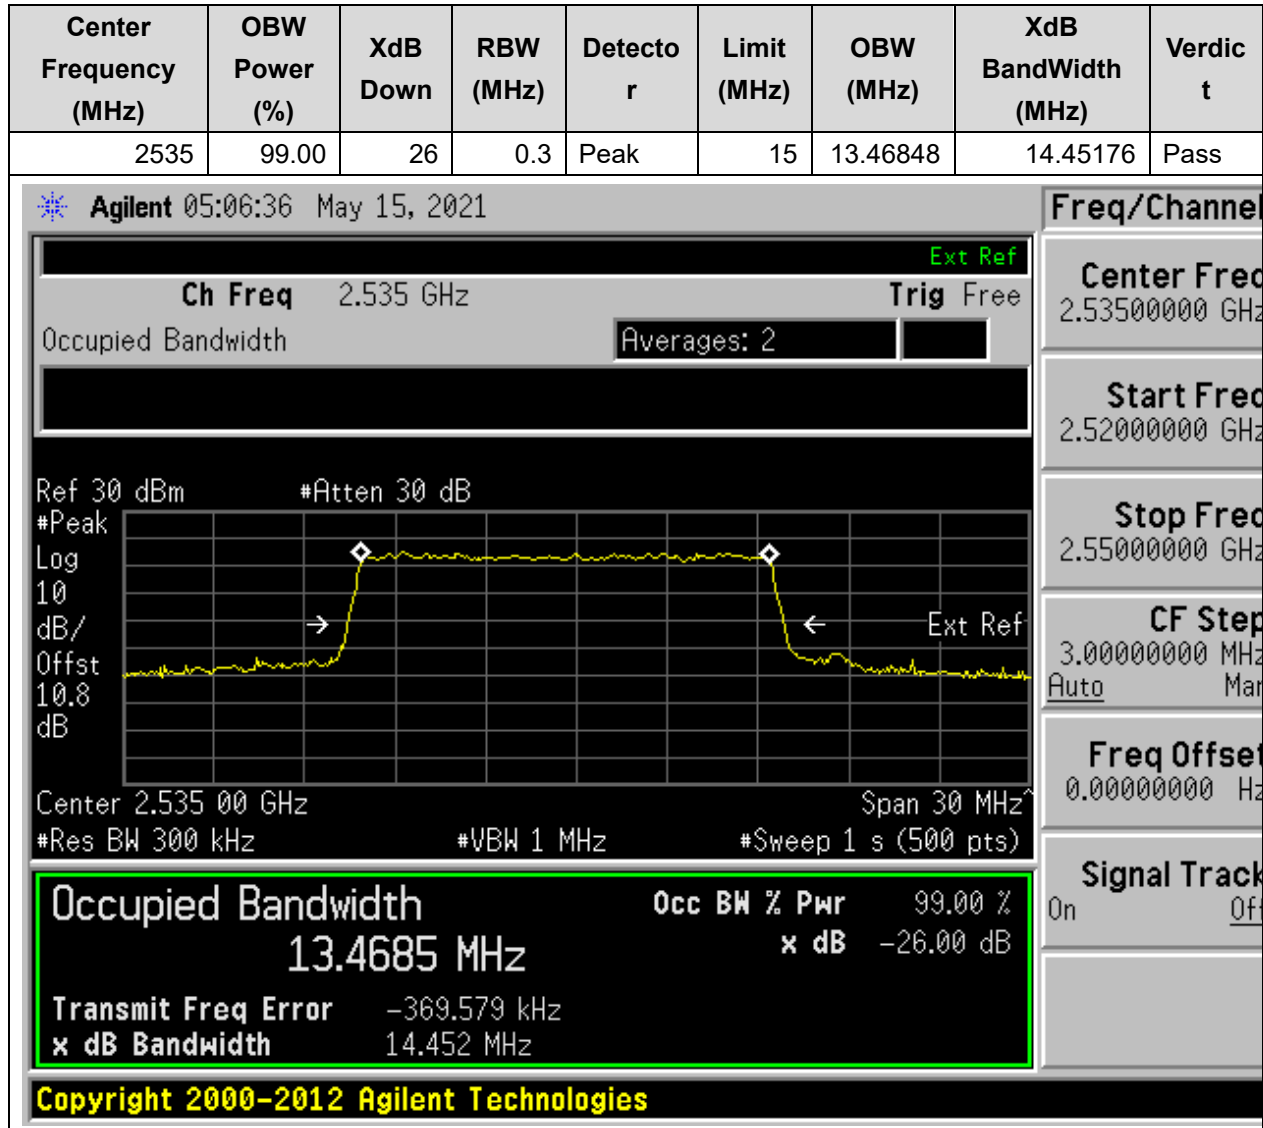 Center Frequency (MHz) OBW Power (%) XdB Down RBW (MHz) Detector Limit (MHz) OBW (MHz) XdB BandWidth (MHz) Verdict
2535 99.00 26 0.3 Peak 15 13.46848 14.45176 Pass
Agilent 05:06:36 May 15, 2021
Freq/Channel
Ext Ref
Ch Freq 2.535 GHz Trig Free
Occupied Bandwidth Averages: 2
Center Freq
2.53500000 GHz
Start Freq
2.52000000 GHz
Stop Freq
2.55000000 GHz
CF Step
3.00000000 MHz
Auto Man
Freq Offset
0.00000000 Hz
Signal Track
On Off
Ref 30 dBm #Atten 30 dB
#Peak
Log
10
dB/
Offst
10.8
dB
Ext Ref
Center 2.535 00 GHz Span 30 MHz^
#Res BW 300 kHz #VBW 1 MHz #Sweep 1 s (500 pts)
Occupied Bandwidth Occ BW % Pwr 99.00 %
13.4685 MHz x dB -26.00 dB
Transmit Freq Error -369.579 kHz
x dB Bandwidth 14.452 MHz
Copyright 2000-2012 Agilent Technologies